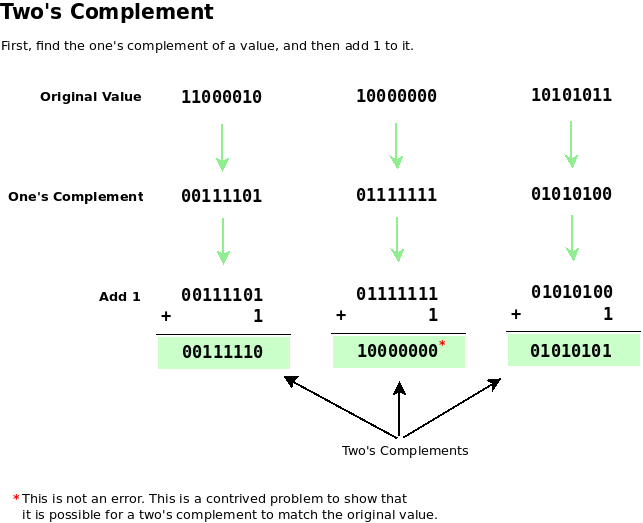 Two's Complement
First, find the one's complement of a value, and then add 1 to it.
Original Value 11000010 10000000 10101011
One's Complement 00111101 01111111 01010100
Add 1 00111101 01111111 01010100
+ 1 + 1 + 1
00111110 10000000* 01010101
Two's Complements
* This is not an error. This is a contrived problem to show that
it is possible for a two's complement to match the original value.